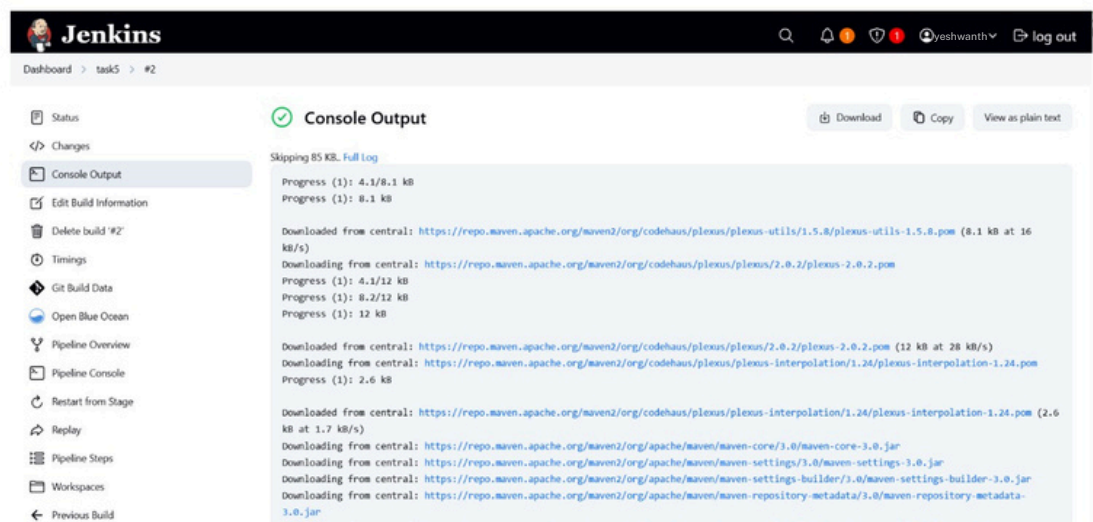 Jenkins
1
1
yeshwanth
log out
Dashboard > task5 > #2
Status
</> Changes
Console Output
Edit Build Information
Delete build '#2'
Timings
Git Build Data
Open Blue Ocean
Pipeline Overview
Pipeline Console
Restart from Stage
Replay
Pipeline Steps
Workspaces
Previous Build
Console Output
Download
Copy
View as plain text
Skipping 85 KB.. Full Log
Progress (1): 4.1/8.1 kB
Progress (1): 8.1 kB
Downloaded from central: https://repo.maven.apache.org/maven2/org/codehaus/plexus/plexus-utils/1.5.8/plexus-utils-1.5.8.pom (8.1 kB at 16
kB/s)
Downloading from central: https://repo.maven.apache.org/maven2/org/codehaus/plexus/plexus/2.0.2/plexus-2.0.2.pom
Progress (1): 4.1/12 kB
Progress (1): 8.2/12 kB
Progress (1): 12 kB
Downloaded from central: https://repo.maven.apache.org/maven2/org/codehaus/plexus/plexus/2.0.2/plexus-2.0.2.pom (12 kB at 28 kB/s)
Downloading from central: https://repo.maven.apache.org/maven2/org/codehaus/plexus/plexus-interpolation/1.24/plexus-interpolation-1.24.pom
Progress (1): 2.6 kB
Downloaded from central: https://repo.maven.apache.org/maven2/org/codehaus/plexus/plexus-interpolation/1.24/plexus-interpolation-1.24.pom (2.6
kB at 1.7 kB/s)
Downloading from central: https://repo.maven.apache.org/maven2/org/apache/maven/maven-core/3.0/maven-core-3.0.jar
Downloading from central: https://repo.maven.apache.org/maven2/org/apache/maven/maven-settings/3.0/maven-settings-3.0.jar
Downloading from central: https://repo.maven.apache.org/maven2/org/apache/maven/maven-settings-builder/3.0/maven-settings-builder-3.0.jar
Downloading from central: https://repo.maven.apache.org/maven2/org/apache/maven/maven-repository-metadata/3.0/maven-repository-metadata-
3.0.jar